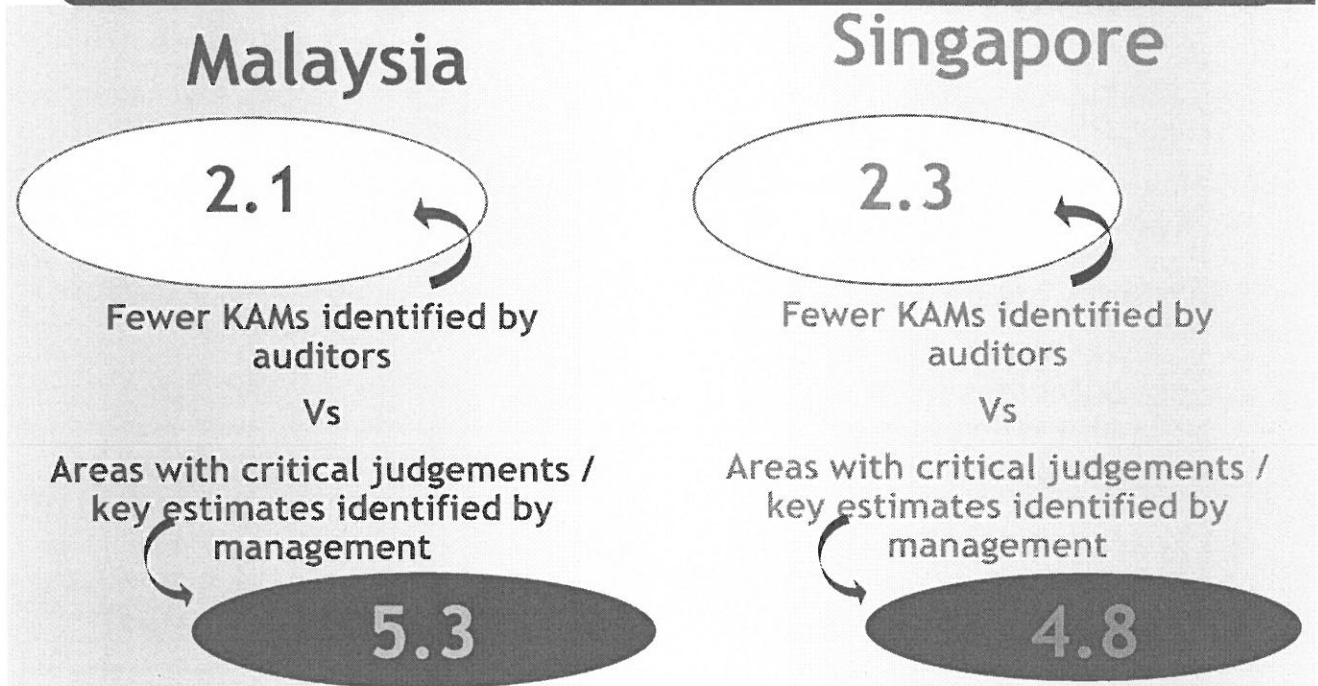 Malaysia
2.1
Fewer KAMs identified by
auditors
Vs
Areas with critical judgements /
key estimates identified by
management
5.3
Singapore
2.3
Fewer KAMs identified by
auditors
Vs
Areas with critical judgements /
key estimates identified by
management
4.8